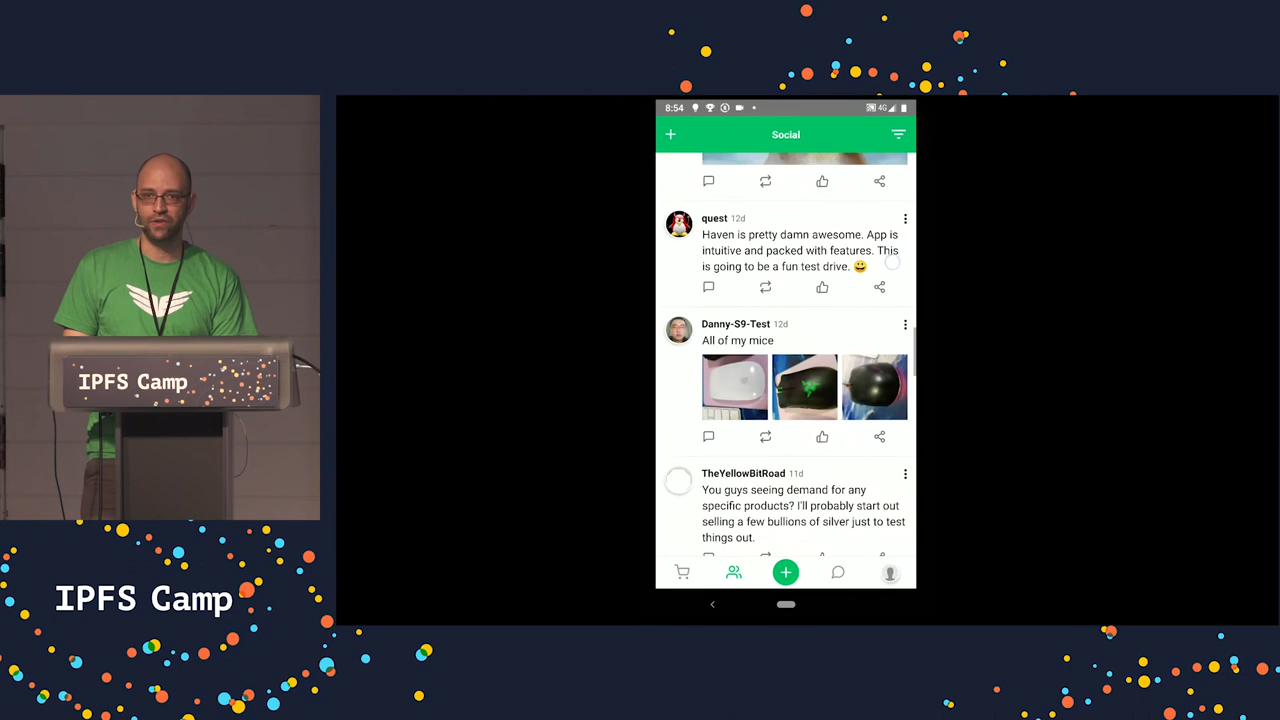 8:54
4G
Social
quest 12d
Haven is pretty damn awesome. App is
intuitive and packed with features. This
is going to be a fun test drive. 😀
Danny-S9-Test 12d
All of my mice
TheYellowBitRoad 11d
You guys seeing demand for any
specific products? I'll probably start out
selling a few bullions of silver just to test
things out.
IPFS Camp
IPFS Camp